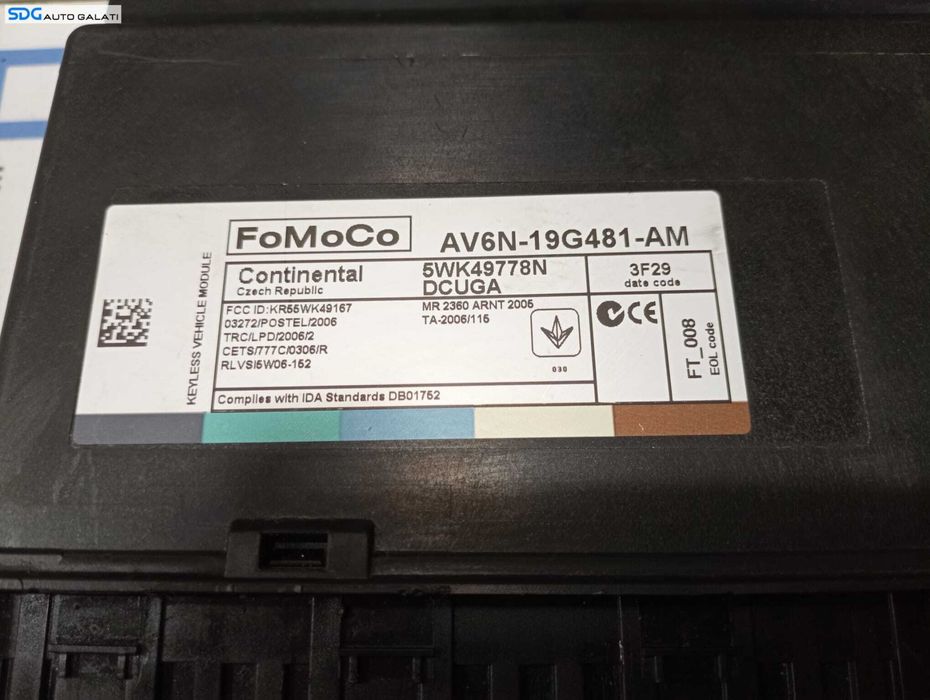 SDG AUTO GALATI
KEYLESS VEHICLE MODULE
FoMoCo
AV6N-19G481-AM
Continental
Czech Republic
5WK49778N
DCUGA
3F29
date code
FCC ID:KR55WK49167
03272/POSTEL/2006
TRC/LPD/2006/2
CETS/777C/0306/R
RLVSI5W06-152
MR 2360 ARNT 2005
TA-2006/115
030
CE
FT_008
EOL code
Complies with IDA Standards DB01752